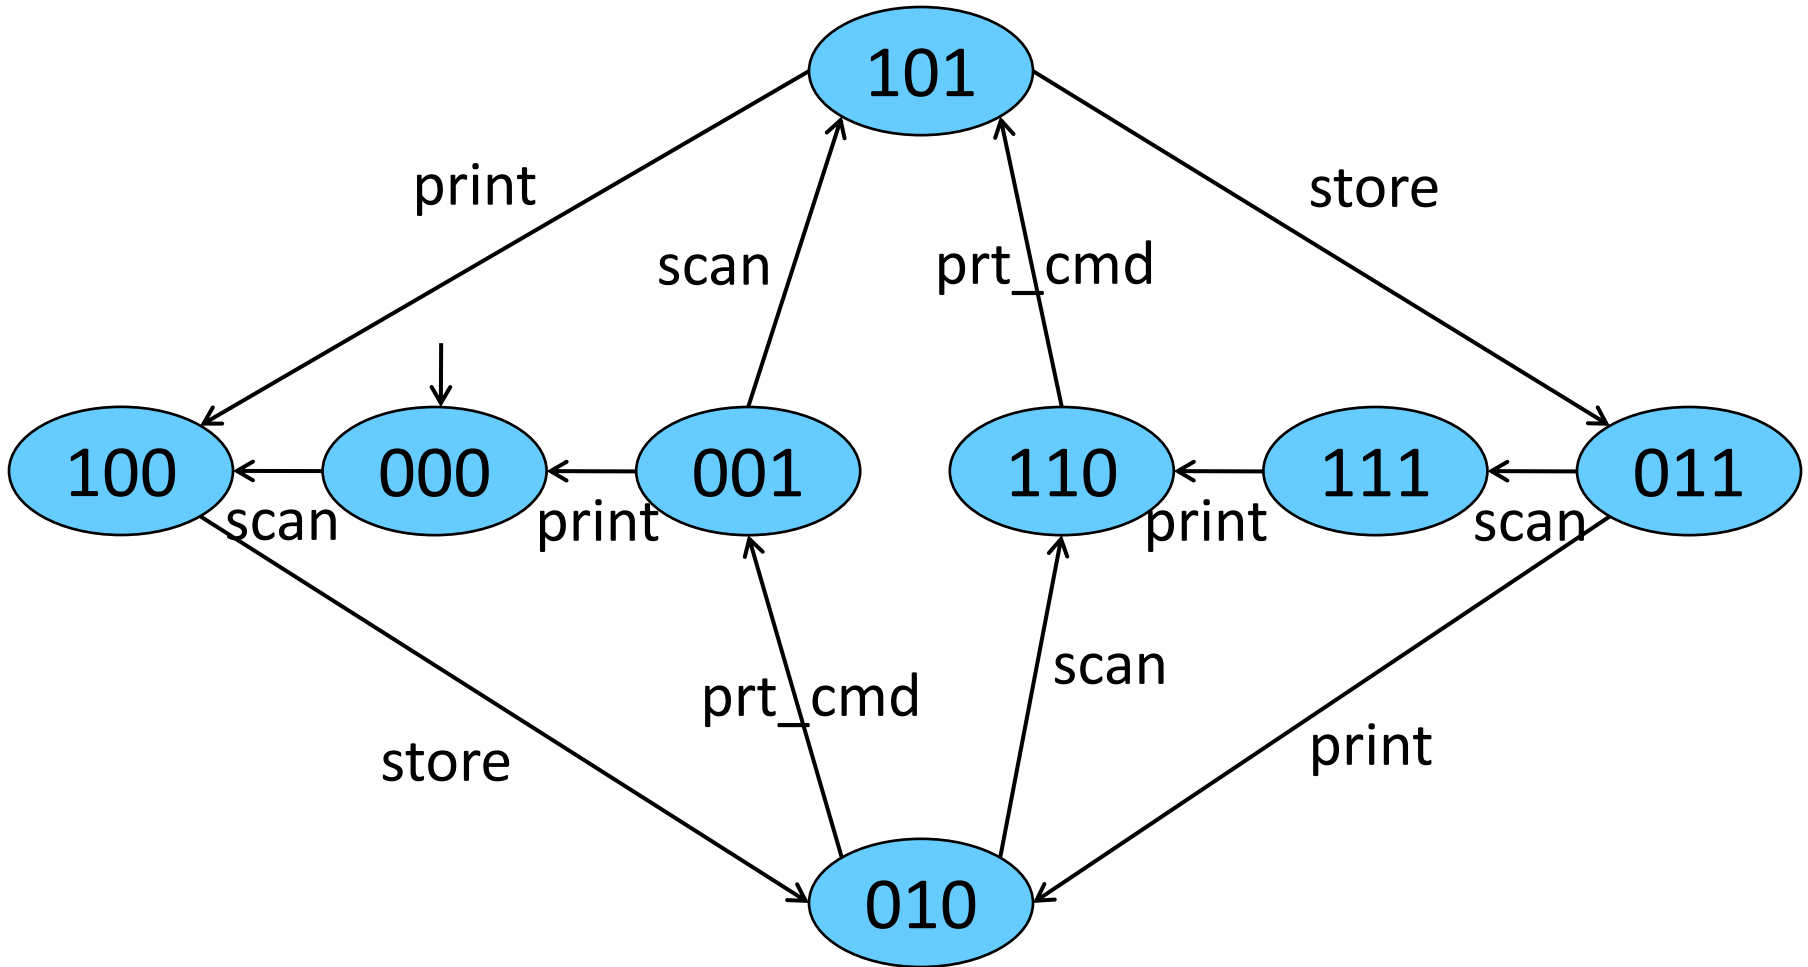 101
print
store
scan
prt_cmd
100
000
001
110
111
011
scan
print
print
scan
scan
prt_cmd
print
store
010